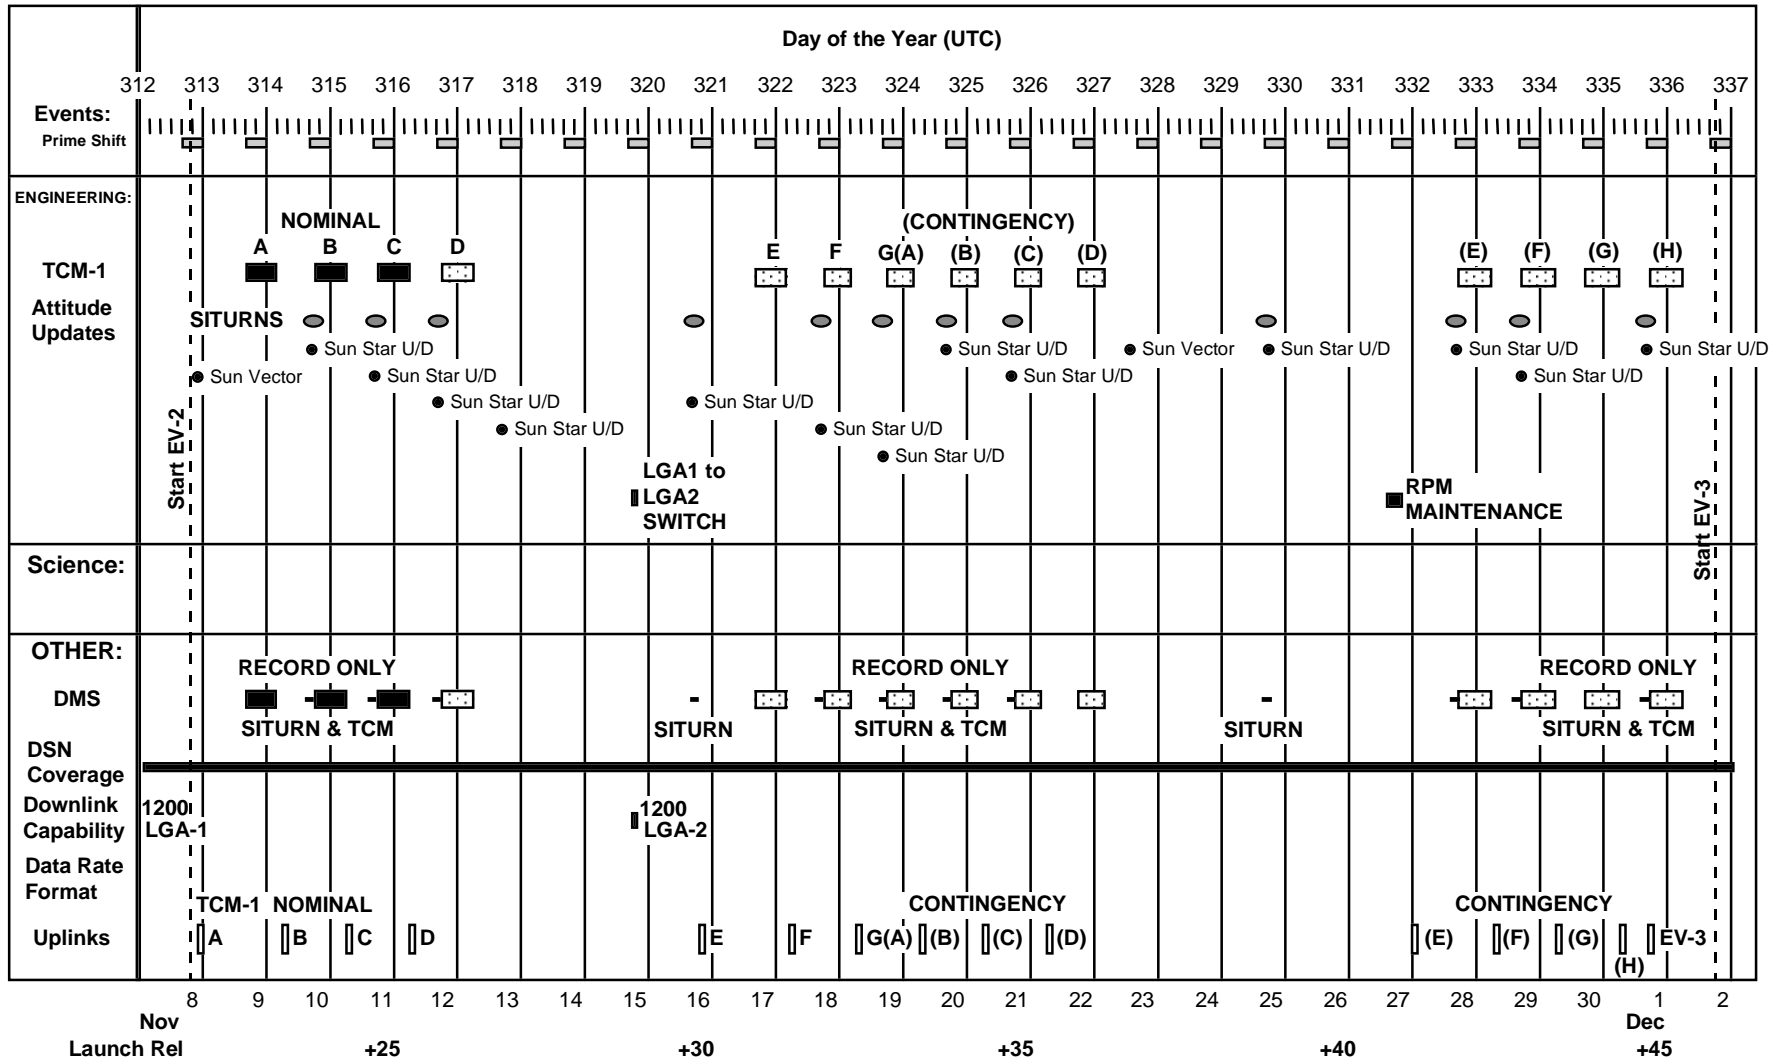 Day of the Year (UTC)
312 313 314 315 316 317 318 319 320 321 322 323 324 325 326 327 328 329 330 331 332 333 334 335 336 337
Events:
Prime Shift
ENGINEERING:
NOMINAL (CONTINGENCY)
A B C D E F G(A) (B) (C) (D) (E) (F) (G) (H)
TCM-1
Attitude
Updates
SITURNS
Sun Star U/D Sun Star U/D Sun Vector Sun Star U/D Sun Star U/D Sun Star U/D
Sun Vector Sun Star U/D Sun Star U/D Sun Star U/D
Sun Star U/D Sun Star U/D
Sun Star U/D Sun Star U/D
Sun Star U/D
Start EV-2
LGA1 to
LGA2
SWITCH
RPM
MAINTENANCE
Start EV-3
Science:
OTHER:
RECORD ONLY RECORD ONLY RECORD ONLY
DMS
SITURN & TCM SITURN SITURN & TCM SITURN SITURN & TCM
DSN
Coverage
Downlink
Capability
1200
LGA-1
1200
LGA-2
Data Rate
Format
TCM-1 NOMINAL CONTINGENCY CONTINGENCY
Uplinks
A B C D E F G(A) (B) (C) (D) (E) (F) (G) EV-3
(H)
8 9 10 11 12 13 14 15 16 17 18 19 20 21 22 23 24 25 26 27 28 29 30 1 2
Nov Dec
Launch Rel +25 +30 +35 +40 +45